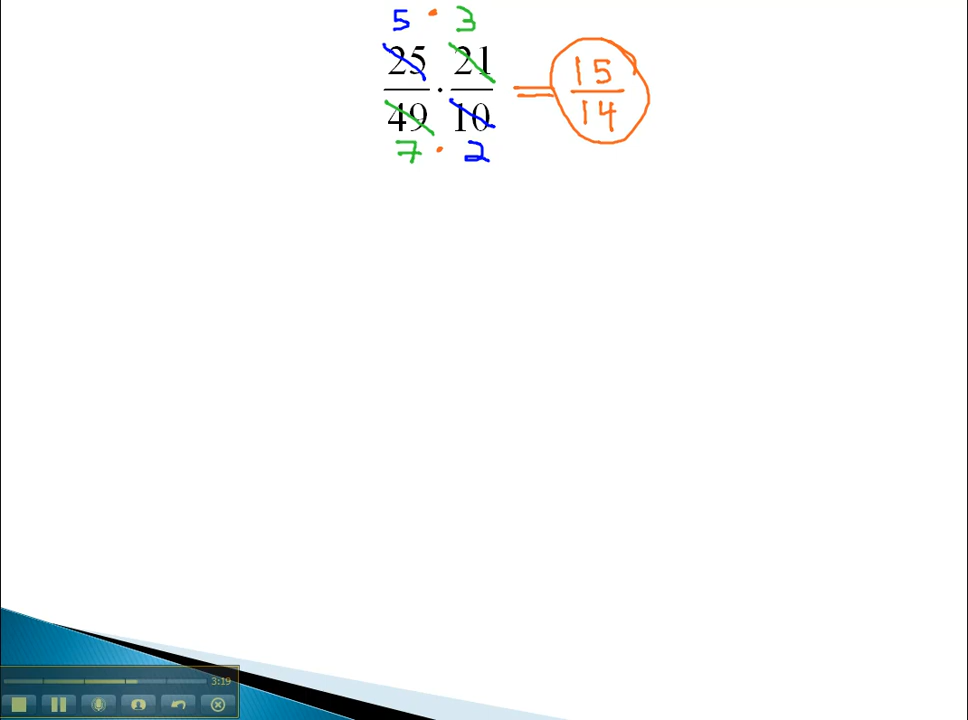 5 · 3
25/49 · 21/10 = 15/14
7 · 2
3:19